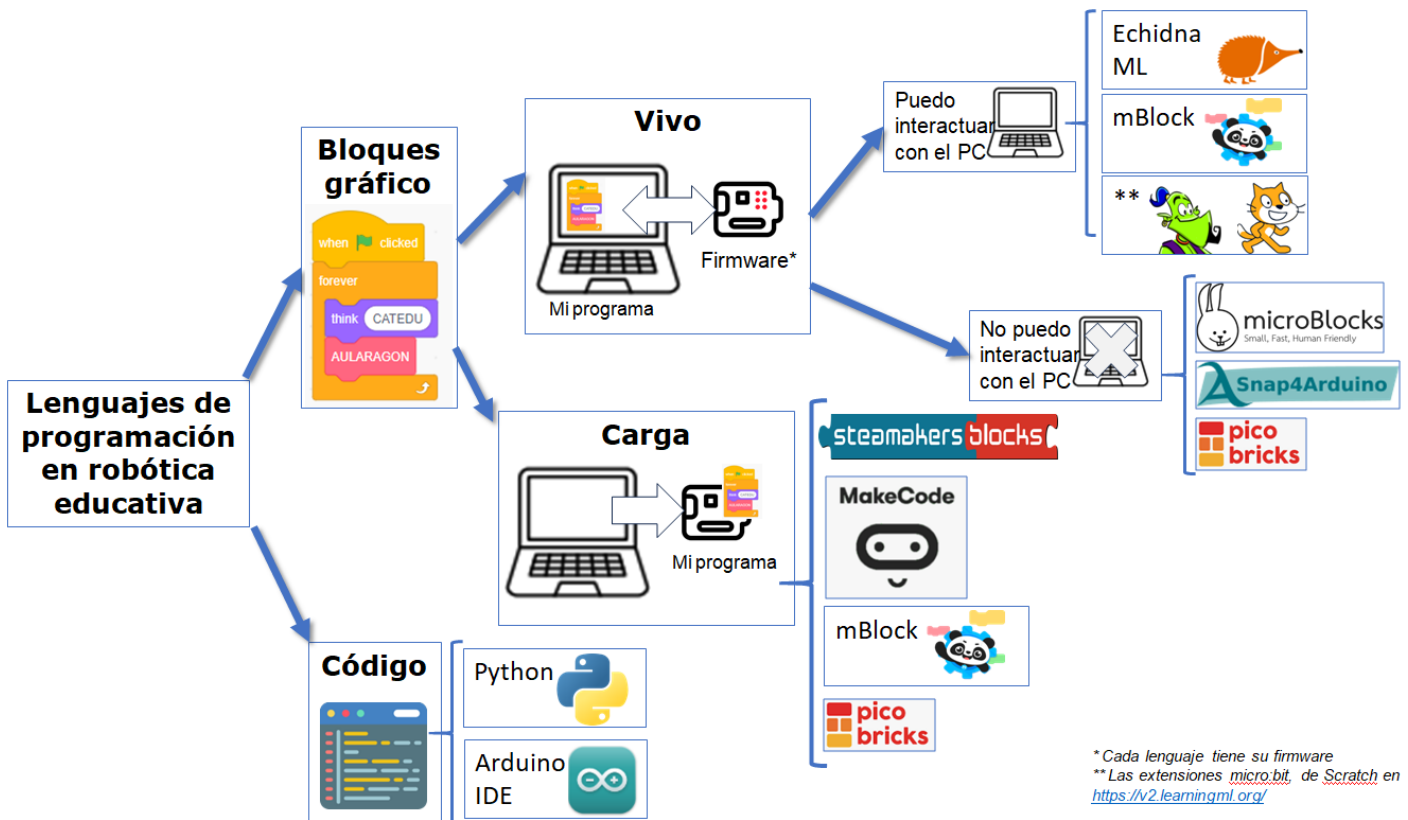 Lenguajes de
programación
en robótica
educativa
Bloques
gráfico
when clicked
forever
think CATEDU
AULARAGON
Vivo
Firmware*
Mi programa
Puedo
interactuar
con el PC
Echidna
ML
mBlock
**
No puedo
interactuar
con el PC
microBlocks
Small, Fast, Human Friendly
Snap4Arduino
pico
bricks
Carga
Mi programa
steamakers blocks
MakeCode
mBlock
pico
bricks
Código
Python
Arduino
IDE
* Cada lenguaje tiene su firmware
** Las extensiones micro:bit, de Scratch en
https://v2.learningml.org/